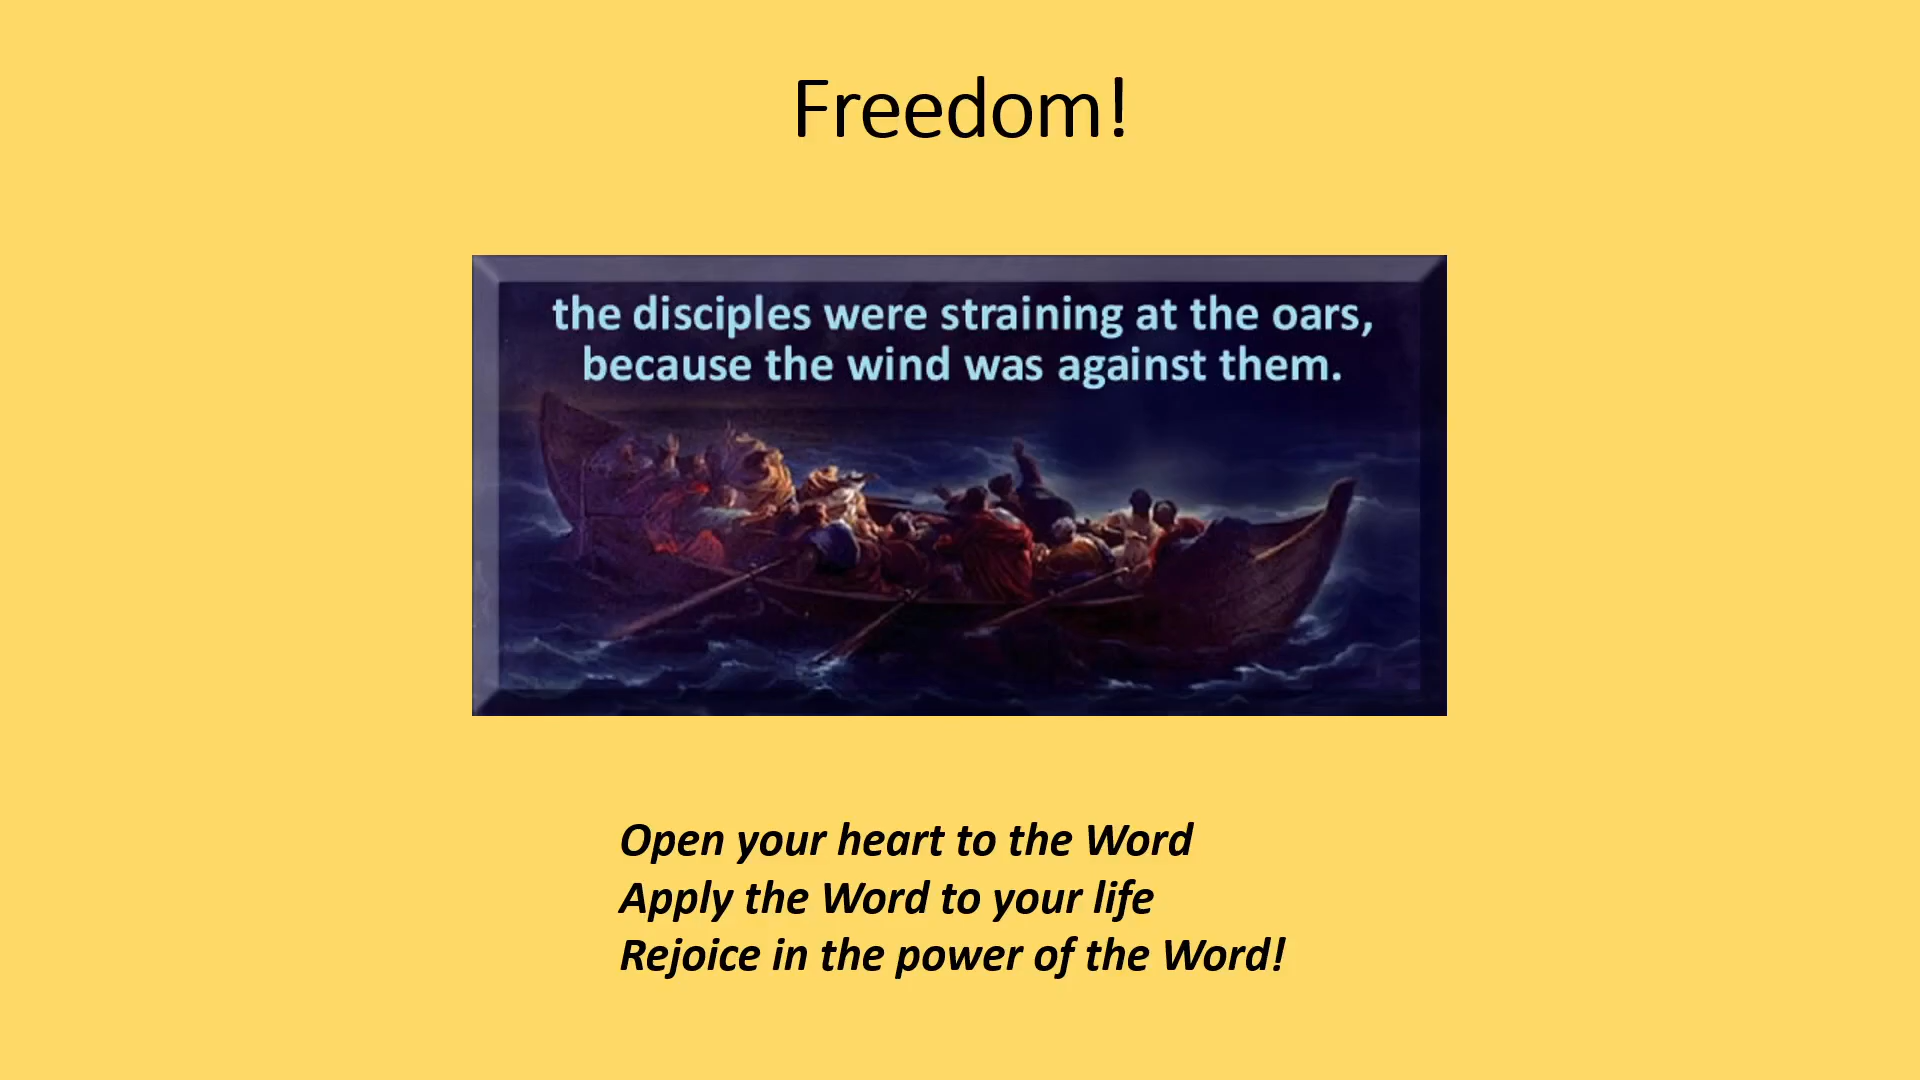 Freedom!
the disciples were straining at the oars,
because the wind was against them.
Open your heart to the Word
Apply the Word to your life
Rejoice in the power of the Word!